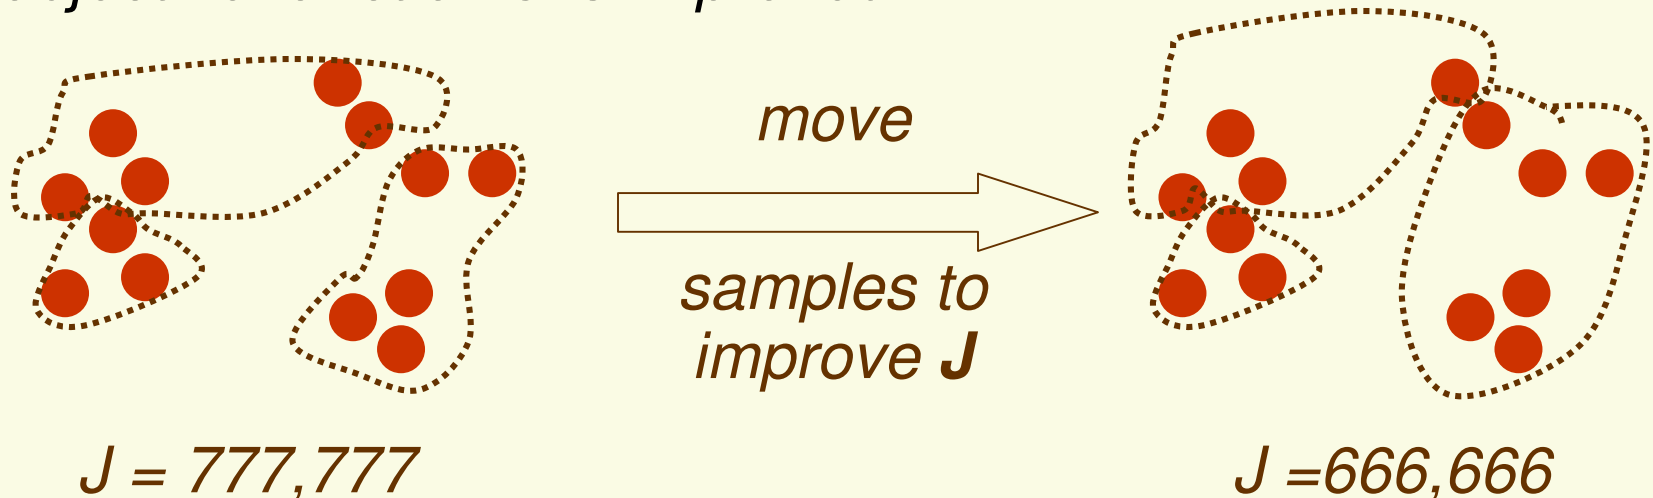 move
samples to
improve J
J = 777,777
J =666,666